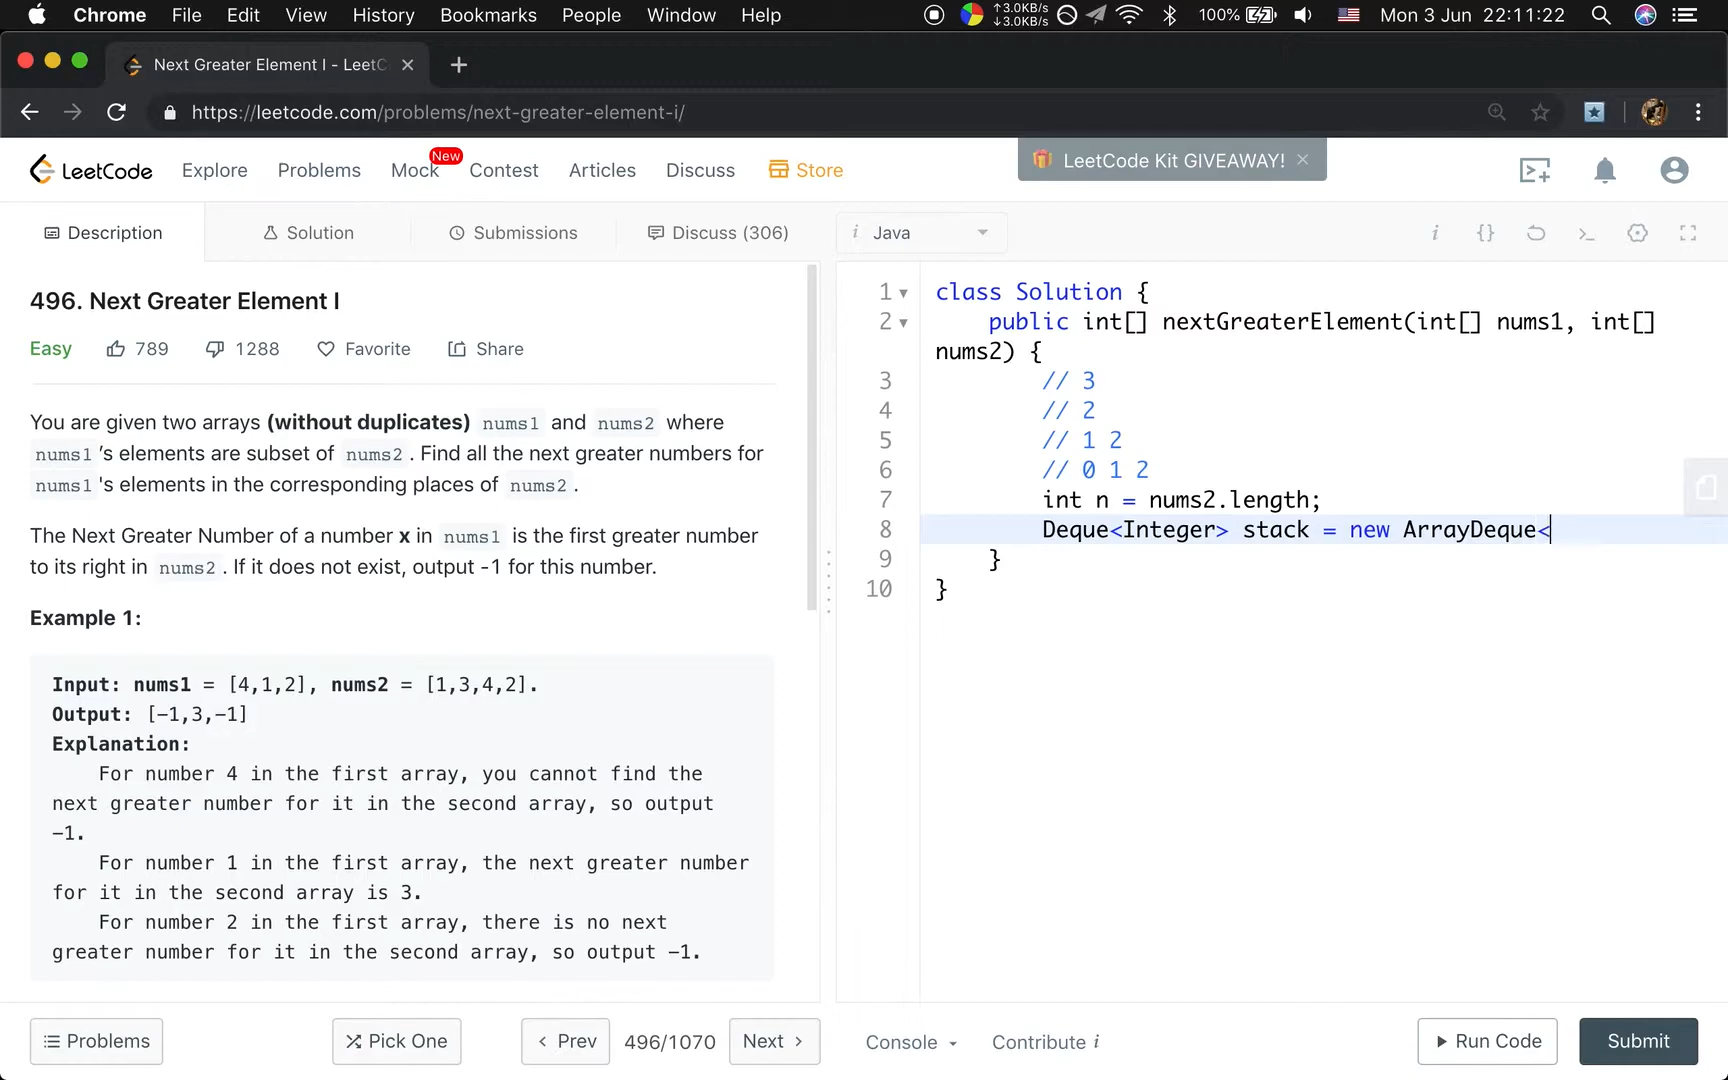 Chrome File Edit View History Bookmarks People Window Help
↑3.0KB/s
↓3.0KB/s
100% Mon 3 Jun 22:11:22
Next Greater Element I - LeetC
https://leetcode.com/problems/next-greater-element-i/
LeetCode Explore Problems Mock New Contest Articles Discuss Store
LeetCode Kit GIVEAWAY!
Description Solution Submissions Discuss (306)
i Java
496. Next Greater Element I
Easy 789 1288 Favorite Share
You are given two arrays (without duplicates) nums1 and nums2 where
nums1 's elements are subset of nums2 . Find all the next greater numbers for
nums1 's elements in the corresponding places of nums2 .
The Next Greater Number of a number x in nums1 is the first greater number
to its right in nums2 . If it does not exist, output -1 for this number.
Example 1:
Input: nums1 = [4,1,2], nums2 = [1,3,4,2].
Output: [-1,3,-1]
Explanation:
For number 4 in the first array, you cannot find the
next greater number for it in the second array, so output
-1.
For number 1 in the first array, the next greater number
for it in the second array is 3.
For number 2 in the first array, there is no next
greater number for it in the second array, so output -1.
1 class Solution {
2 public int[] nextGreaterElement(int[] nums1, int[]
nums2) {
3 // 3
4 // 2
5 // 1 2
6 // 0 1 2
7 int n = nums2.length;
8 Deque<Integer> stack = new ArrayDeque<
9 }
10 }
Problems Pick One Prev 496/1070 Next
Console Contribute i Run Code Submit